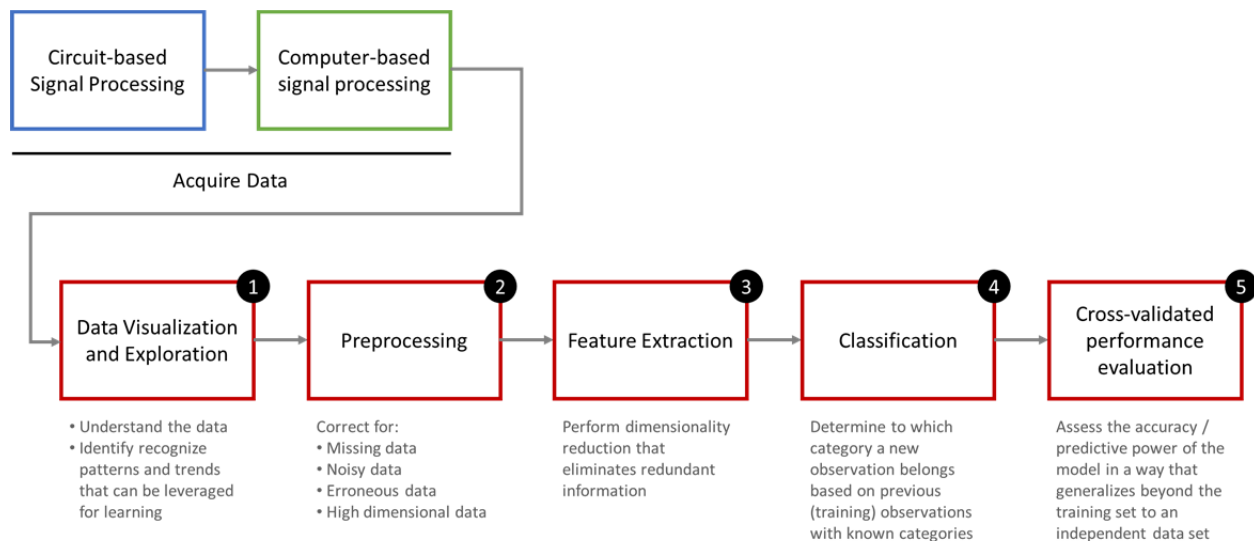 Circuit-based
Signal Processing
Computer-based
signal processing
Acquire Data
1
Data Visualization
and Exploration
• Understand the data
• Identify recognize
patterns and trends
that can be leveraged
for learning
2
Preprocessing
Correct for:
• Missing data
• Noisy data
• Erroneous data
• High dimensional data
3
Feature Extraction
Perform dimensionality
reduction that
eliminates redundant
information
4
Classification
Determine to which
category a new
observation belongs
based on previous
(training) observations
with known categories
5
Cross-validated
performance
evaluation
Assess the accuracy /
predictive power of the
model in a way that
generalizes beyond the
training set to an
independent data set